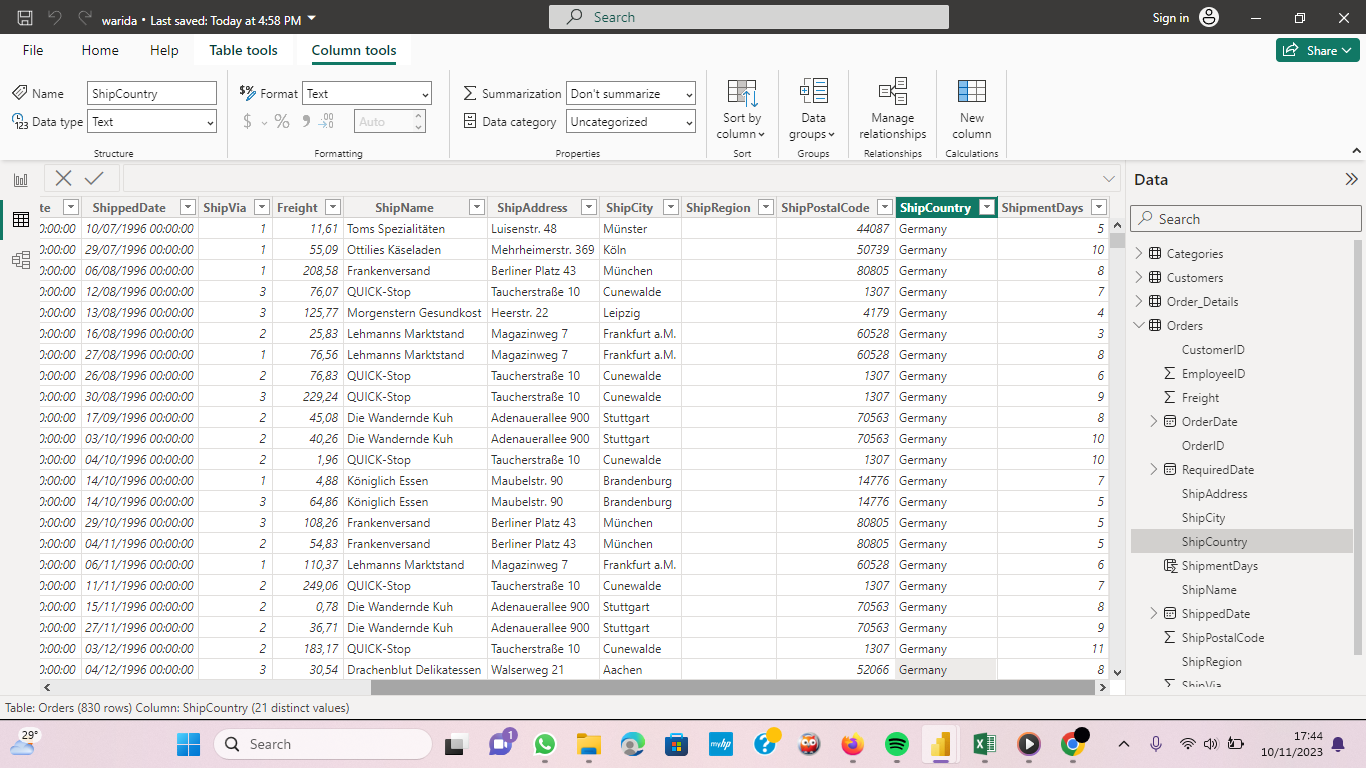 warida • Last saved: Today at 4:58 PM
Search
Sign in
File Home Help Table tools Column tools
Share
Name ShipCountry
Data type Text
Structure
Format Text
$ % 9 .00
Auto
Formatting
Summarization Don't summarize
Data category Uncategorized
Properties
Sort by column
Sort
Data groups
Groups
Manage relationships
Relationships
New column
Calculations
te ShippedDate ShipVia Freight ShipName ShipAddress ShipCity ShipRegion ShipPostalCode ShipCountry ShipmentDays
0:00:00 10/07/1996 00:00:00 1 11,61 Toms Spezialitäten Luisenstr. 48 Münster 44087 Germany 5
0:00:00 29/07/1996 00:00:00 1 55,09 Ottilies Käseladen Mehrheimerstr. 369 Köln 50739 Germany 10
0:00:00 06/08/1996 00:00:00 1 208,58 Frankenversand Berliner Platz 43 München 80805 Germany 8
0:00:00 12/08/1996 00:00:00 3 76,07 QUICK-Stop Taucherstraße 10 Cunewalde 1307 Germany 7
0:00:00 13/08/1996 00:00:00 3 125,77 Morgenstern Gesundkost Heerstr. 22 Leipzig 4179 Germany 4
0:00:00 16/08/1996 00:00:00 2 25,83 Lehmanns Marktstand Magazinweg 7 Frankfurt a.M. 60528 Germany 3
0:00:00 27/08/1996 00:00:00 1 76,56 Lehmanns Marktstand Magazinweg 7 Frankfurt a.M. 60528 Germany 8
0:00:00 26/08/1996 00:00:00 2 76,83 QUICK-Stop Taucherstraße 10 Cunewalde 1307 Germany 6
0:00:00 30/08/1996 00:00:00 3 229,24 QUICK-Stop Taucherstraße 10 Cunewalde 1307 Germany 9
0:00:00 17/09/1996 00:00:00 2 45,08 Die Wandernde Kuh Adenauerallee 900 Stuttgart 70563 Germany 8
0:00:00 03/10/1996 00:00:00 2 40,26 Die Wandernde Kuh Adenauerallee 900 Stuttgart 70563 Germany 10
0:00:00 04/10/1996 00:00:00 2 1,96 QUICK-Stop Taucherstraße 10 Cunewalde 1307 Germany 10
0:00:00 14/10/1996 00:00:00 1 4,88 Königlich Essen Maubelstr. 90 Brandenburg 14776 Germany 7
0:00:00 14/10/1996 00:00:00 3 64,86 Königlich Essen Maubelstr. 90 Brandenburg 14776 Germany 5
0:00:00 29/10/1996 00:00:00 3 108,26 Frankenversand Berliner Platz 43 München 80805 Germany 5
0:00:00 04/11/1996 00:00:00 2 54,83 Frankenversand Berliner Platz 43 München 80805 Germany 5
0:00:00 06/11/1996 00:00:00 1 110,37 Lehmanns Marktstand Magazinweg 7 Frankfurt a.M. 60528 Germany 6
0:00:00 11/11/1996 00:00:00 2 249,06 QUICK-Stop Taucherstraße 10 Cunewalde 1307 Germany 7
0:00:00 15/11/1996 00:00:00 2 0,78 Die Wandernde Kuh Adenauerallee 900 Stuttgart 70563 Germany 8
0:00:00 27/11/1996 00:00:00 2 36,71 Die Wandernde Kuh Adenauerallee 900 Stuttgart 70563 Germany 9
0:00:00 03/12/1996 00:00:00 2 183,17 QUICK-Stop Taucherstraße 10 Cunewalde 1307 Germany 11
0:00:00 04/12/1996 00:00:00 3 30,54 Drachenblut Delikatessen Walserweg 21 Aachen 52066 Germany 8
Data
Search
Categories
Customers
Order_Details
Orders
CustomerID
EmployeeID
Freight
OrderDate
OrderID
RequiredDate
ShipAddress
ShipCity
ShipCountry
ShipmentDays
ShipName
ShippedDate
ShipPostalCode
ShipRegion
ShipVia
Table: Orders (830 rows) Column: ShipCountry (21 distinct values)
29°
Search
1
myhp
17:44
10/11/2023